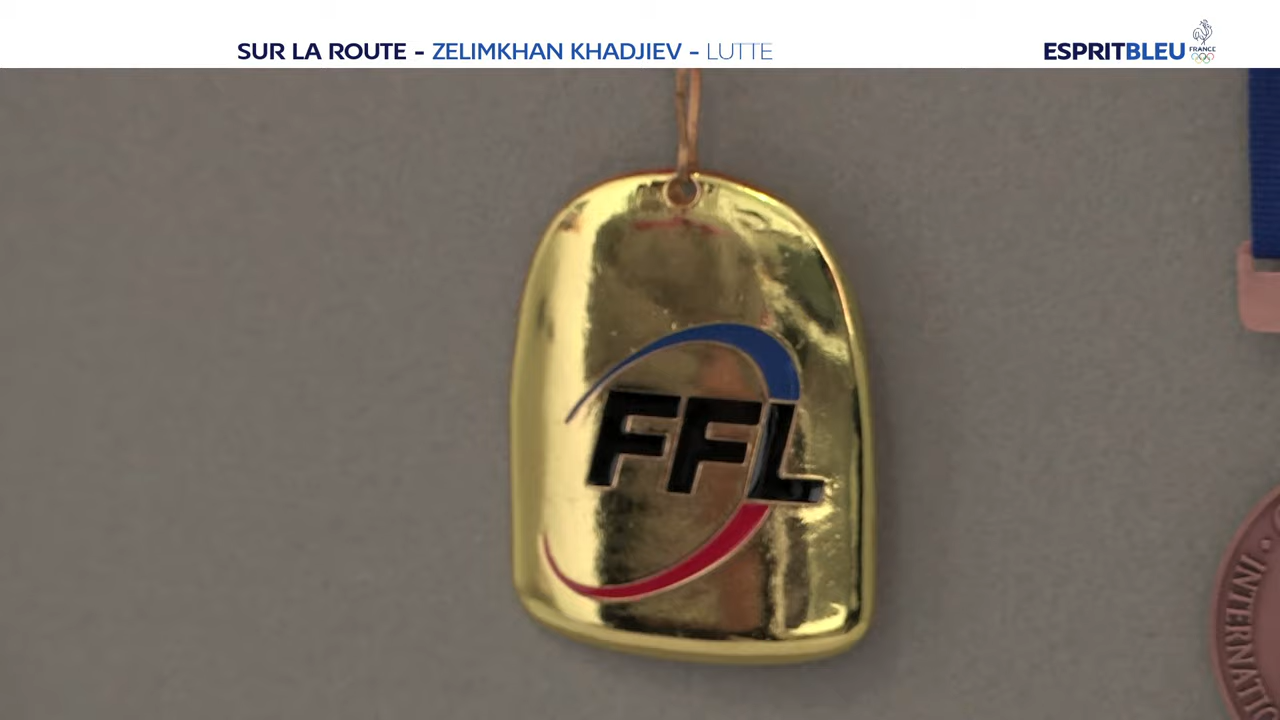 SUR LA ROUTE - ZELIMKHAN KHADJIEV - LUTTE
ESPRITBLEU
FRANCE
FFL